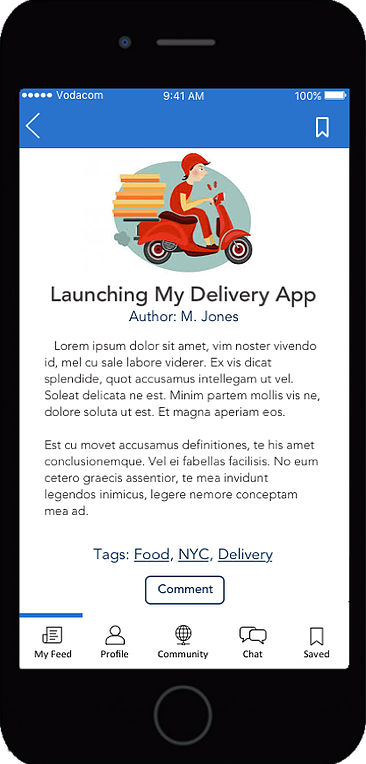 Vodacom 9:41 AM 100%
Launching My Delivery App
Author: M. Jones
Lorem ipsum dolor sit amet, vim noster vivendo
id, mel cu sale labore viderer. Ex vis dicat
splendide, quot accusamus intellegam ut vel.
Soleat delicata ne est. Minim partem mollis vis ne,
dolore soluta ut est. Et magna aperiam eos.
Est cu movet accusamus definitiones, te his amet
conclusionemque. Vel ei fabellas facilisis. No eum
cetero graecis assentior, te mea invidunt
legendos inimicus, legere nemore conceptam
mea ad.
Tags: Food, NYC, Delivery
Comment
My Feed Profile Community Chat Saved